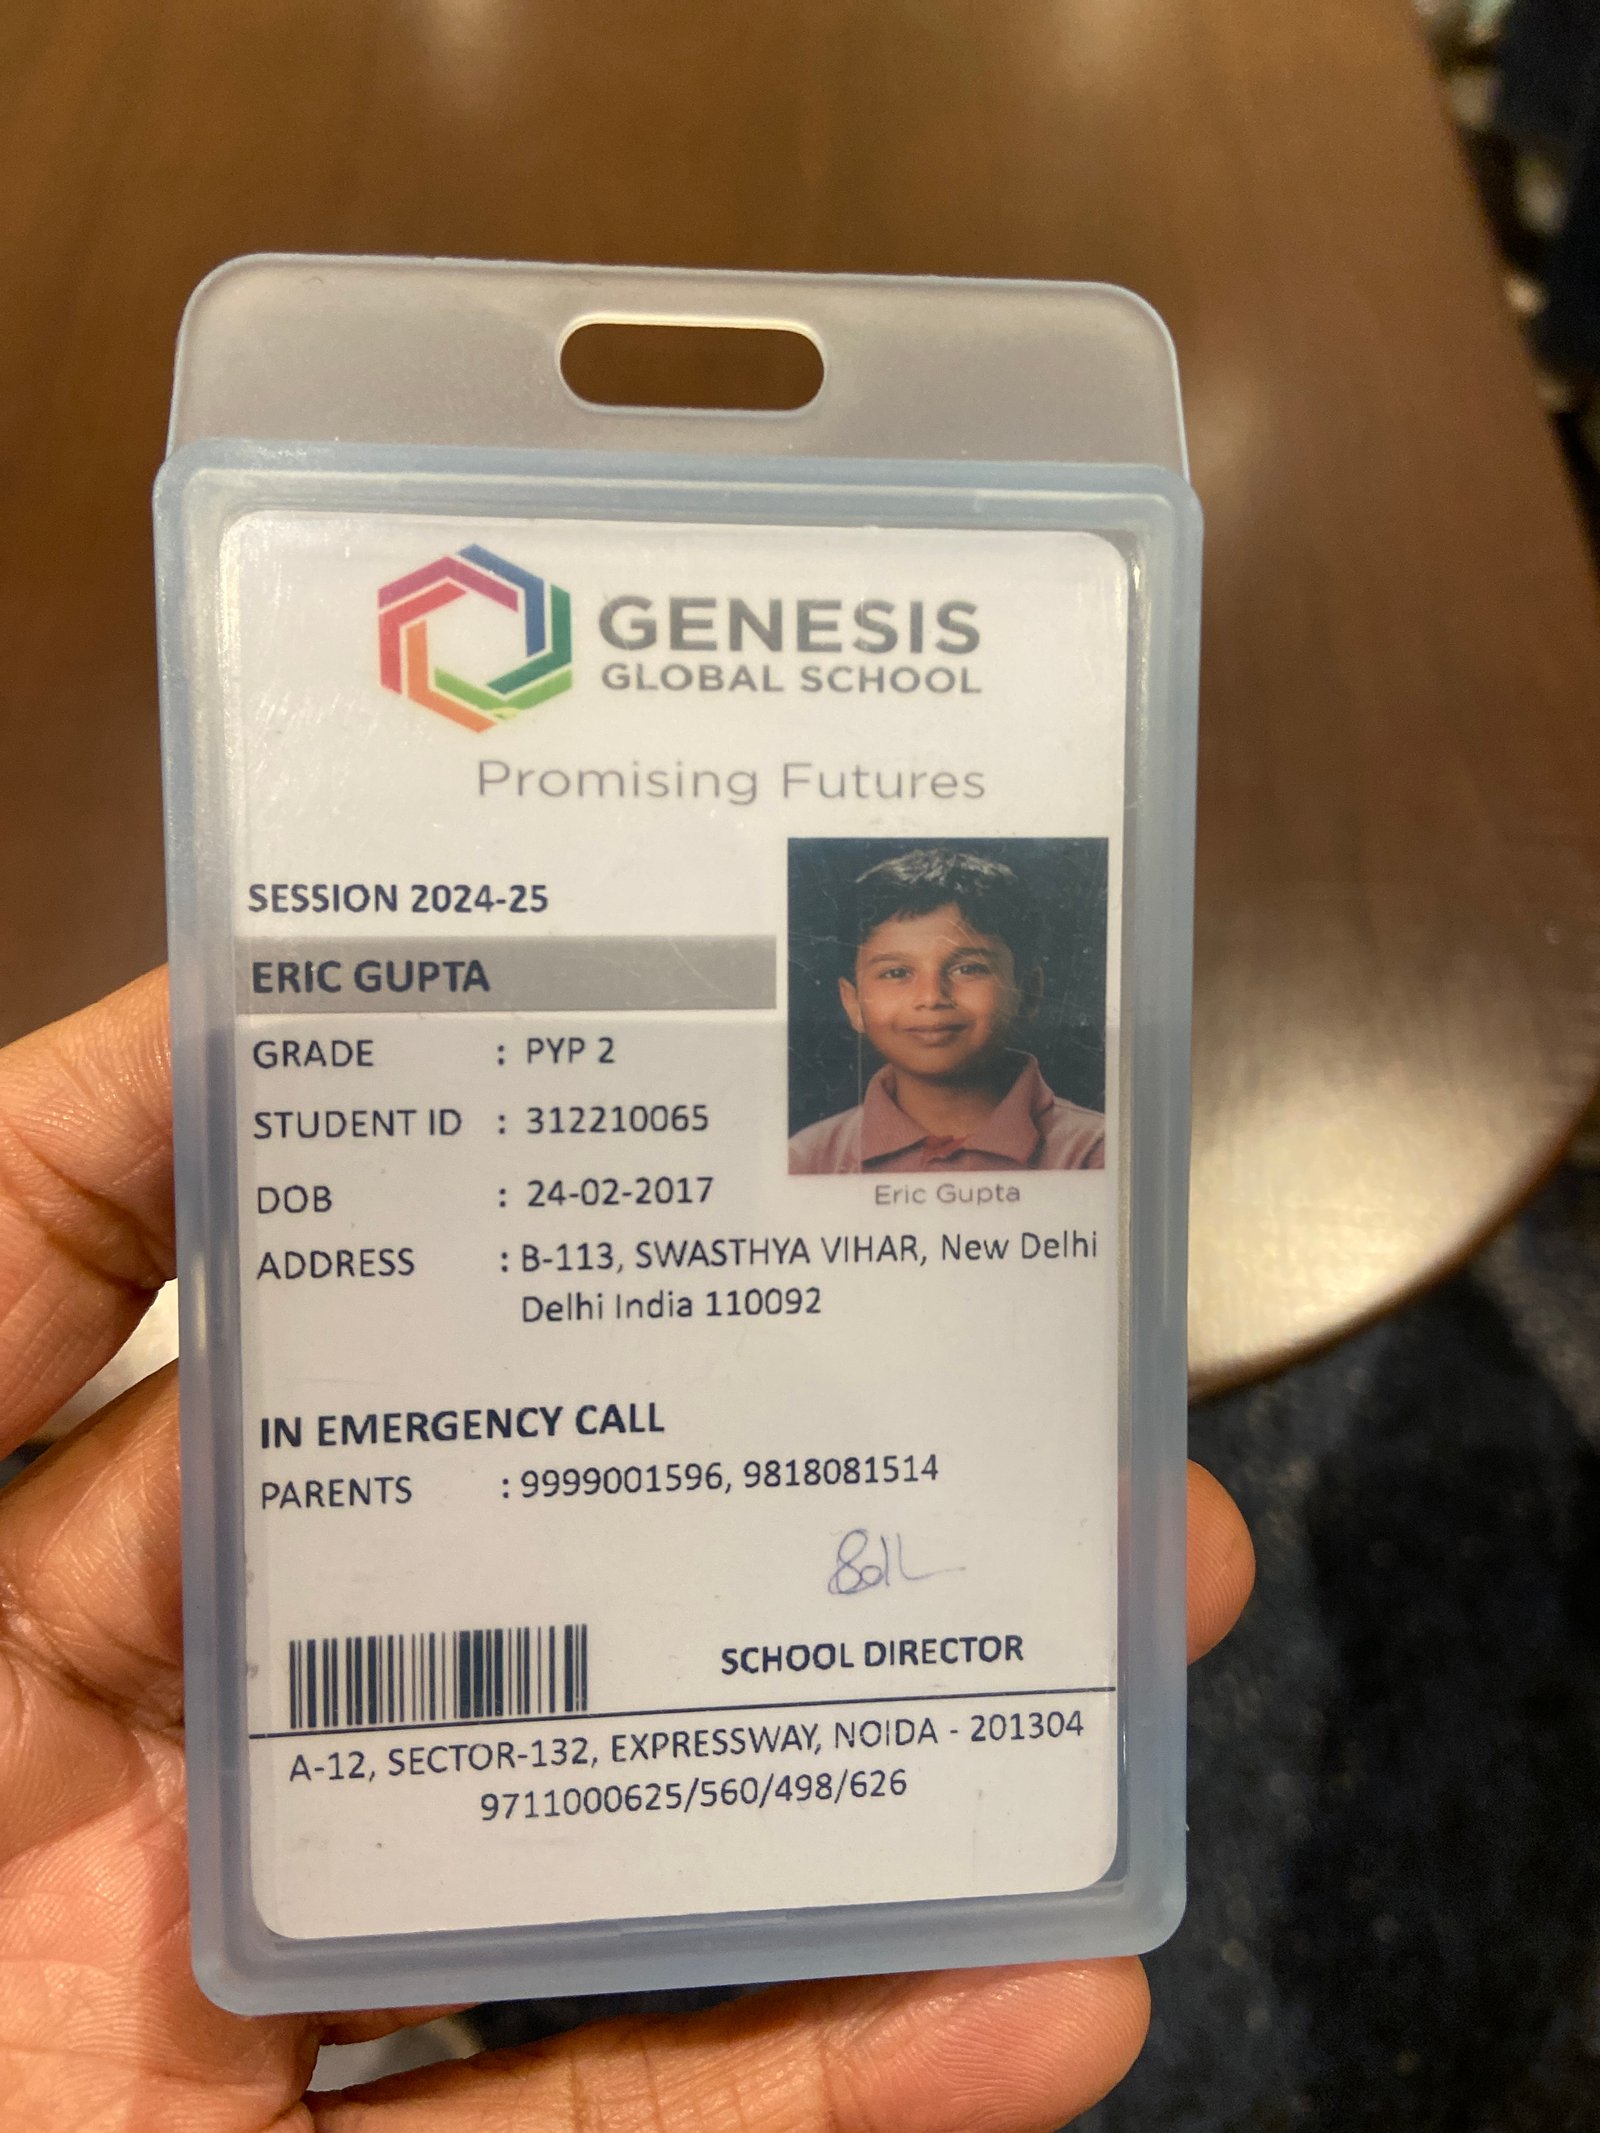 GENESIS
GLOBAL SCHOOL
Promising Futures
SESSION 2024-25
ERIC GUPTA
GRADE : PYP 2
STUDENT ID : 312210065
DOB : 24-02-2017
Eric Gupta
ADDRESS : B-113, SWASTHYA VIHAR, New Delhi
Delhi India 110092
IN EMERGENCY CALL
PARENTS : 9999001596, 9818081514
SCHOOL DIRECTOR
A-12, SECTOR-132, EXPRESSWAY, NOIDA - 201304
9711000625/560/498/626